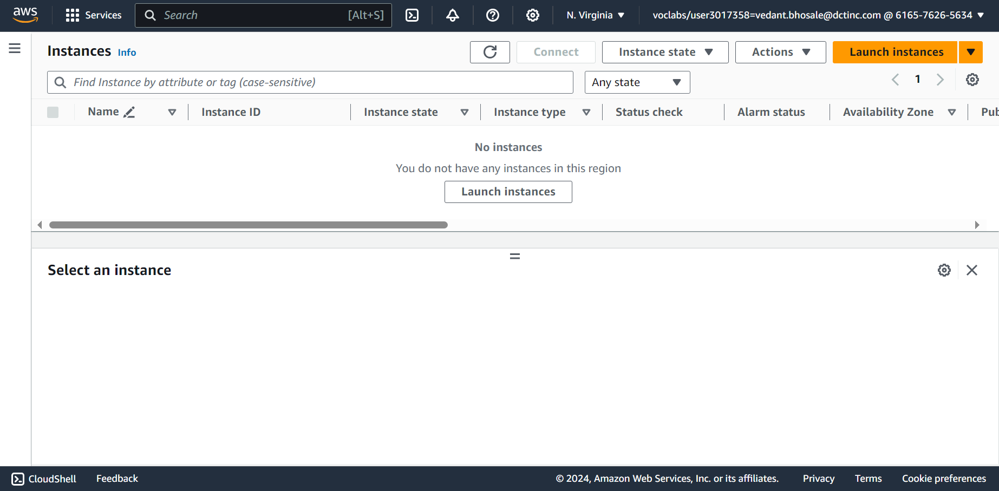 aws Services Search [Alt+S] N. Virginia voclabs/user3017358=vedant.bhosale@dctinc.com @ 6165-7626-5634
Instances Info Connect Instance state Actions Launch instances
Find Instance by attribute or tag (case-sensitive) Any state 1
Name Instance ID Instance state Instance type Status check Alarm status Availability Zone Pub
No instances
You do not have any instances in this region
Launch instances
Select an instance
CloudShell Feedback © 2024, Amazon Web Services, Inc. or its affiliates. Privacy Terms Cookie preferences